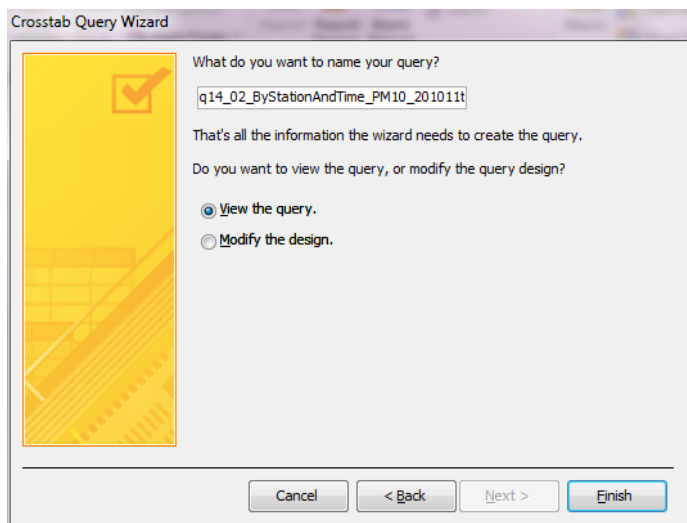 Crosstab Query Wizard
What do you want to name your query?
q14_02_ByStationAndTime_PM10_201011t
That's all the information the wizard needs to create the query.
Do you want to view the query, or modify the query design?
View the query.
Modify the design.
Cancel
< Back
Next >
Finish